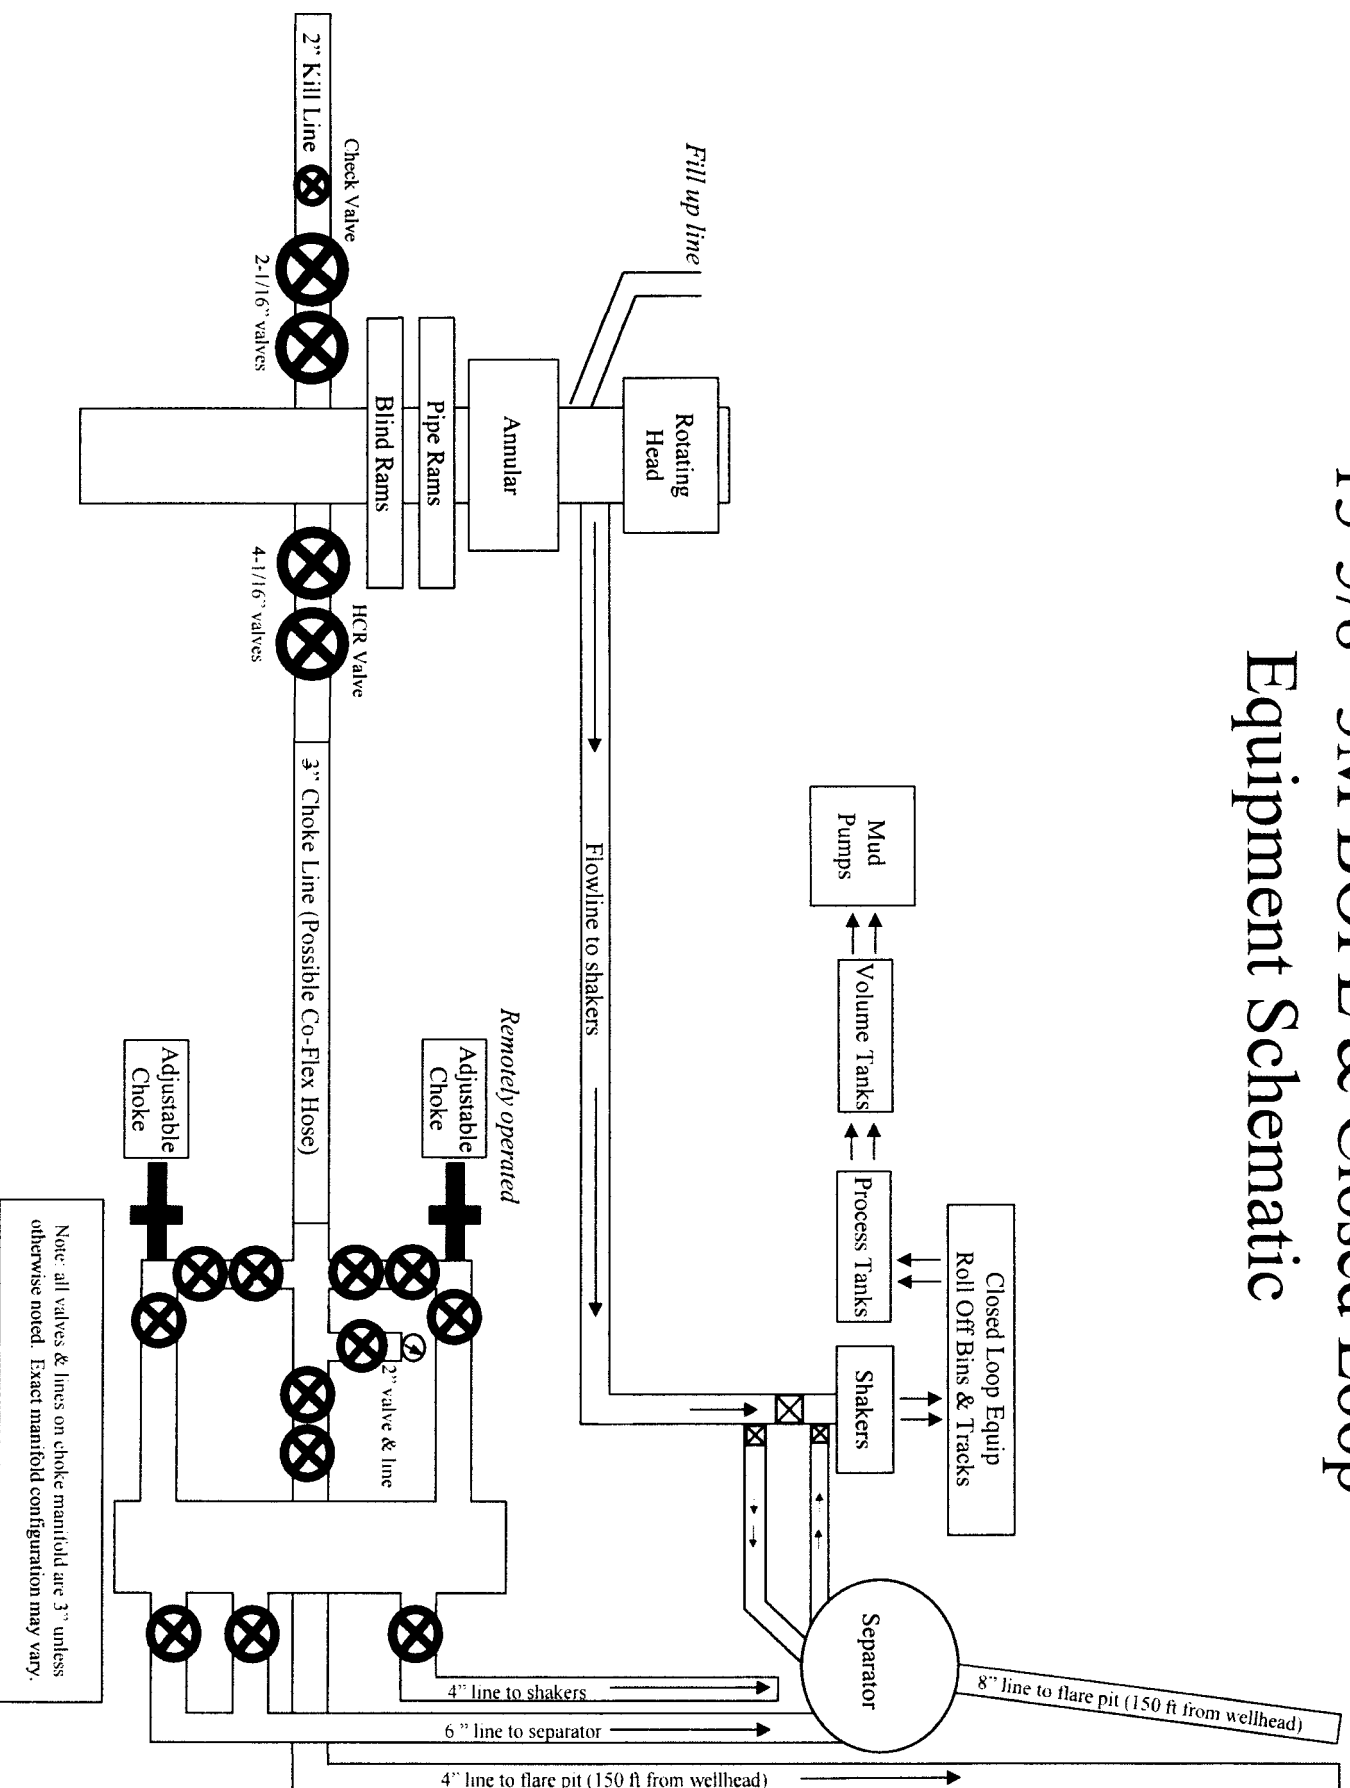 Equipment Schematic
Fill up line
Rotating
Head
Annular
Pipe Rams
Blind Rams
2" Kill Line
Check Valve
2-1/16" valves
4-1/16" valves
HCR Valve
3" Choke Line (Possible Co-Flex Hose)
Flowline to shakers
Mud
Pumps
Volume Tanks
Process Tanks
Shakers
Closed Loop Equip
Roll Off Bins & Tracks
Separator
Remotely operated
Adjustable
Choke
Adjustable
Choke
2" valve & line
8" line to flare pit (150 ft from wellhead)
4" line to shakers
6 " line to separator
4" line to flare pit (150 ft from wellhead)
Note: all valves & lines on choke manifold are 3" unless
otherwise noted. Exact manifold configuration may vary.